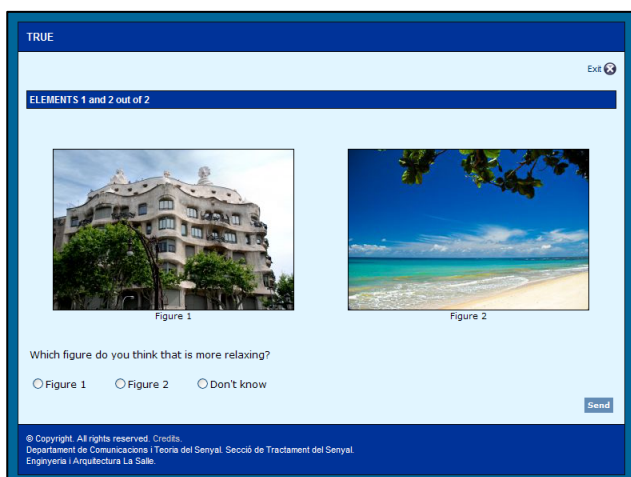 TRUE
Exit
ELEMENTS 1 and 2 out of 2
Figure 1
Figure 2
Which figure do you think that is more relaxing?
Figure 1 Figure 2 Don't know
Send
© Copyright. All rights reserved. Credits.
Departament de Comunicacions i Teoria del Senyal. Secció de Tractament del Senyal.
Enginyeria i Arquitectura La Salle.